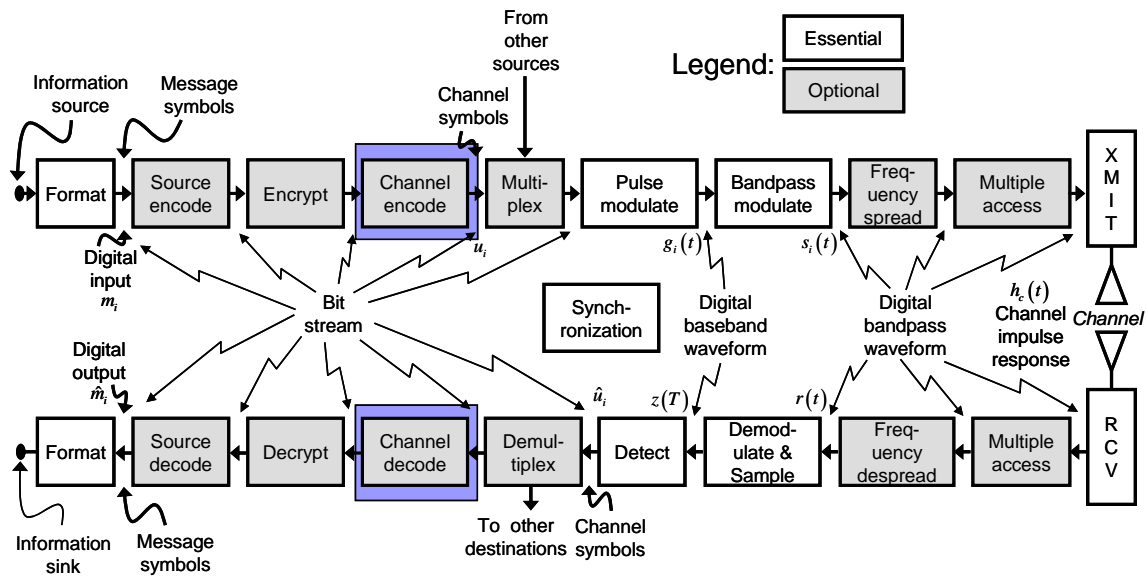 From
other
sources
Legend:
Essential
Optional
Information
source
Message
symbols
Channel
symbols
Format
Source
encode
Encrypt
Channel
encode
Multi-
plex
Pulse
modulate
Bandpass
modulate
Freq-
uency
spread
Multiple
access
X
M
I
T
u_i
g_i(t)
s_i(t)
Digital
input
m_i
Bit
stream
Synch-
ronization
Digital
baseband
waveform
Digital
bandpass
waveform
h_c(t)
Channel
impulse
response
Channel
Digital
output
m̂_i
û_i
z(T)
r(t)
Format
Source
decode
Decrypt
Channel
decode
Demul-
tiplex
Detect
Demod-
ulate &
Sample
Freq-
uency
despread
Multiple
access
R
C
V
Information
sink
Message
symbols
To other
destinations
Channel
symbols